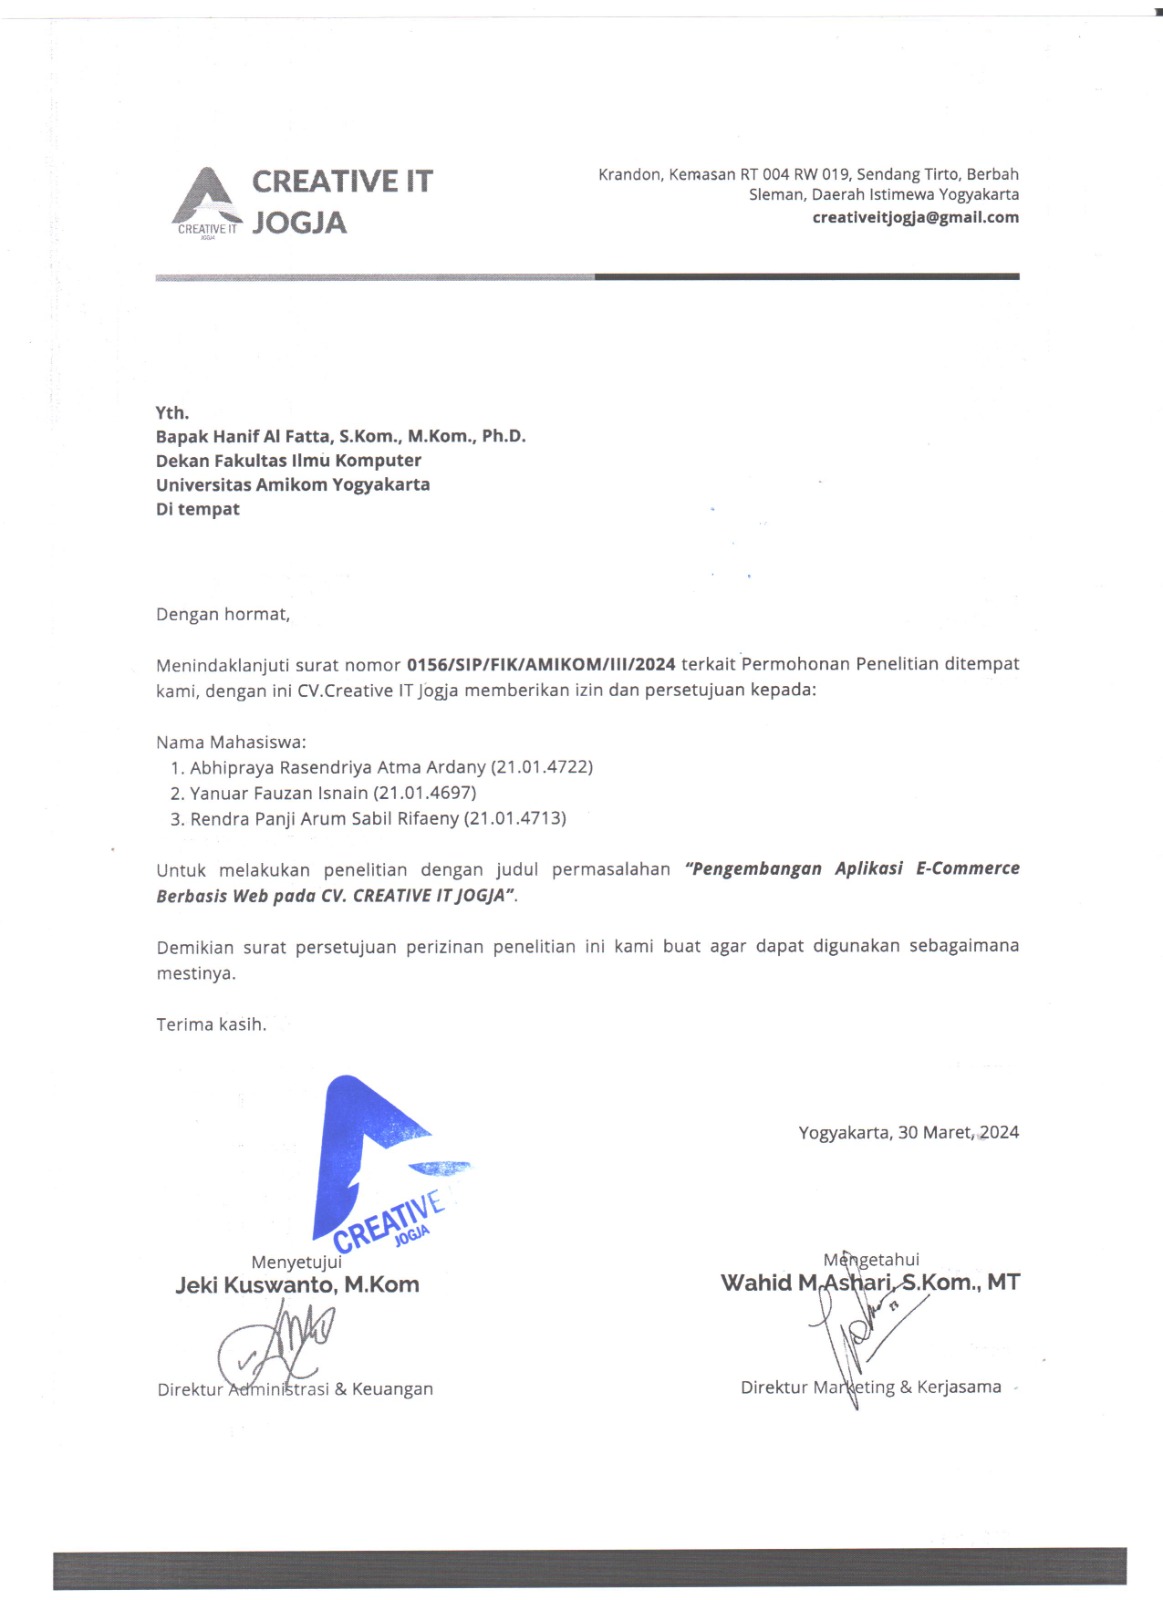 CREATIVE IT
JOGJA
CREATIVE IT
JOGJA
Krandon, Kemasan RT 004 RW 019, Sendang Tirto, Berbah
Sleman, Daerah Istimewa Yogyakarta
creativeitjogja@gmail.com
Yth.
Bapak Hanif Al Fatta, S.Kom., M.Kom., Ph.D.
Dekan Fakultas Ilmu Komputer
Universitas Amikom Yogyakarta
Di tempat
Dengan hormat,
Menindaklanjuti surat nomor 0156/SIP/FIK/AMIKOM/III/2024 terkait Permohonan Penelitian ditempat
kami, dengan ini CV.Creative IT Jogja memberikan izin dan persetujuan kepada:
Nama Mahasiswa:
1. Abhipraya Rasendriya Atma Ardany (21.01.4722)
2. Yanuar Fauzan Isnain (21.01.4697)
3. Rendra Panji Arum Sabil Rifaeny (21.01.4713)
Untuk melakukan penelitian dengan judul permasalahan “Pengembangan Aplikasi E-Commerce
Berbasis Web pada CV. CREATIVE IT JOGJA”.
Demikian surat persetujuan perizinan penelitian ini kami buat agar dapat digunakan sebagaimana
mestinya.
Terima kasih.
Yogyakarta, 30 Maret, 2024
CREATIVE
JOGJA
Menyetujui
Jeki Kuswanto, M.Kom
Direktur Administrasi & Keuangan
Mengetahui
Wahid M.Ashari, S.Kom., MT
Direktur Marketing & Kerjasama